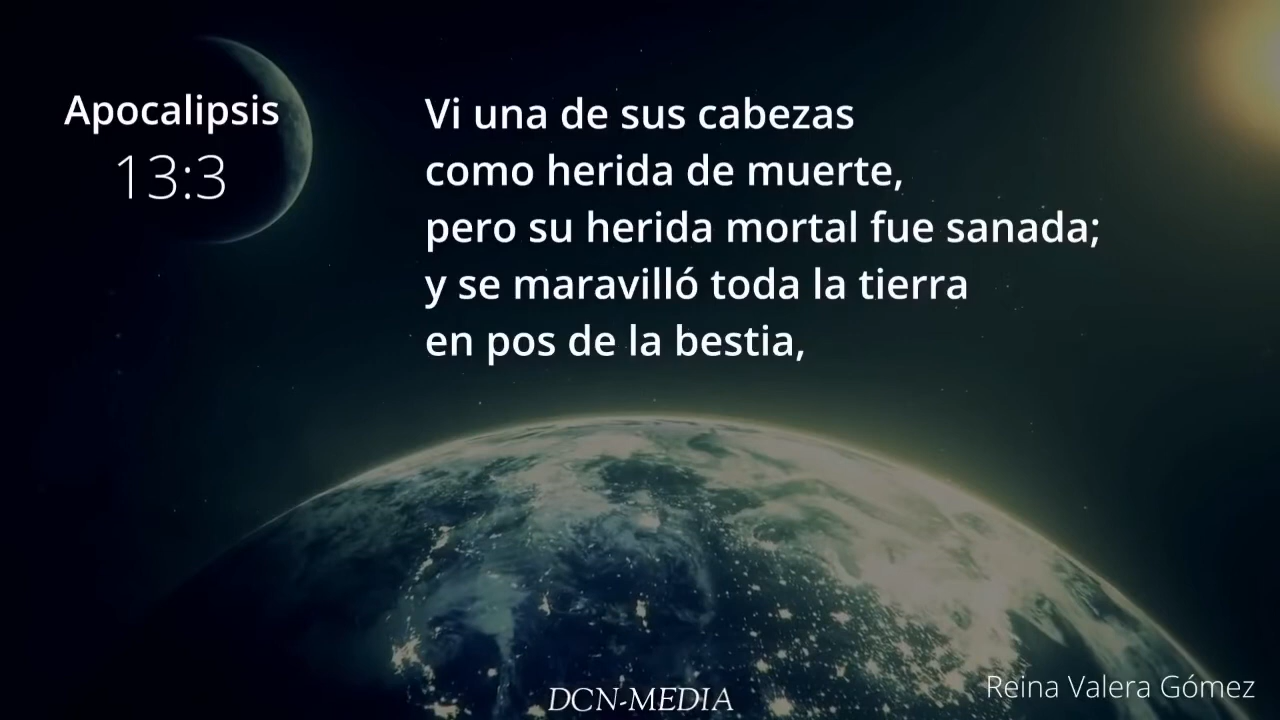 Apocalipsis
13:3
Vi una de sus cabezas
como herida de muerte,
pero su herida mortal fue sanada;
y se maravilló toda la tierra
en pos de la bestia,
DCN-MEDIA
Reina Valera Gómez